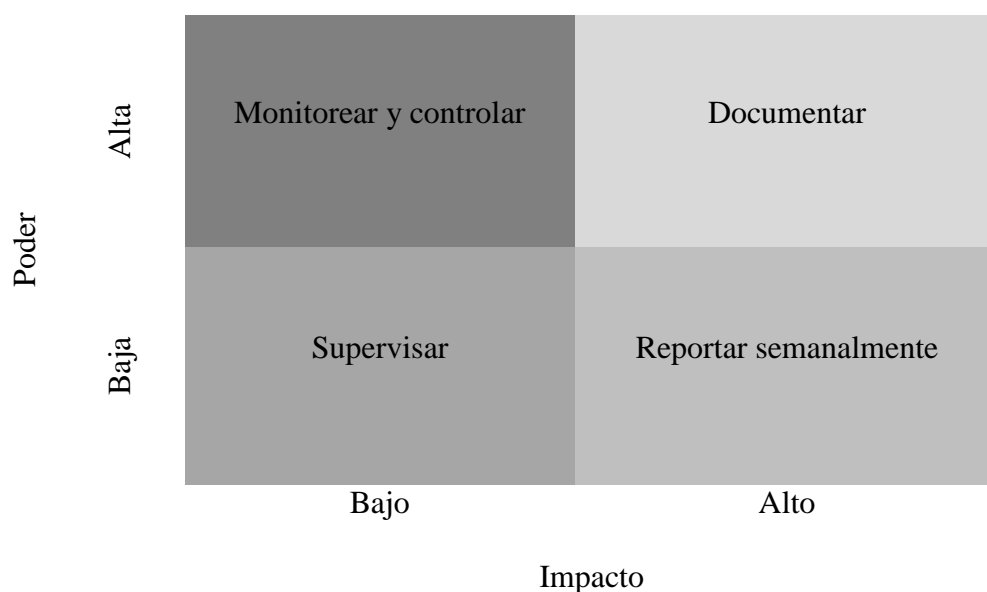 Poder
Alta
Monitorear y controlar
Documentar
Baja
Supervisar
Reportar semanalmente
Bajo
Alto
Impacto